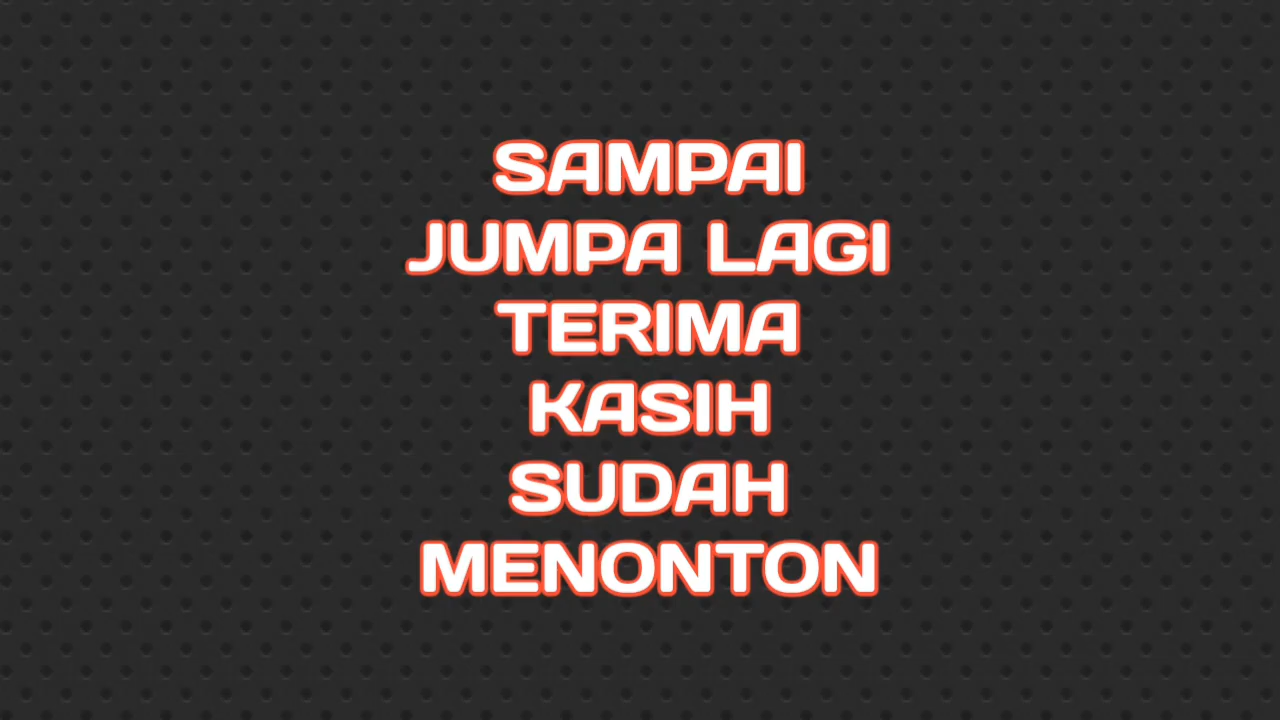 SAMPAI
JUMPA LAGI
TERIMA
KASIH
SUDAH
MENONTON